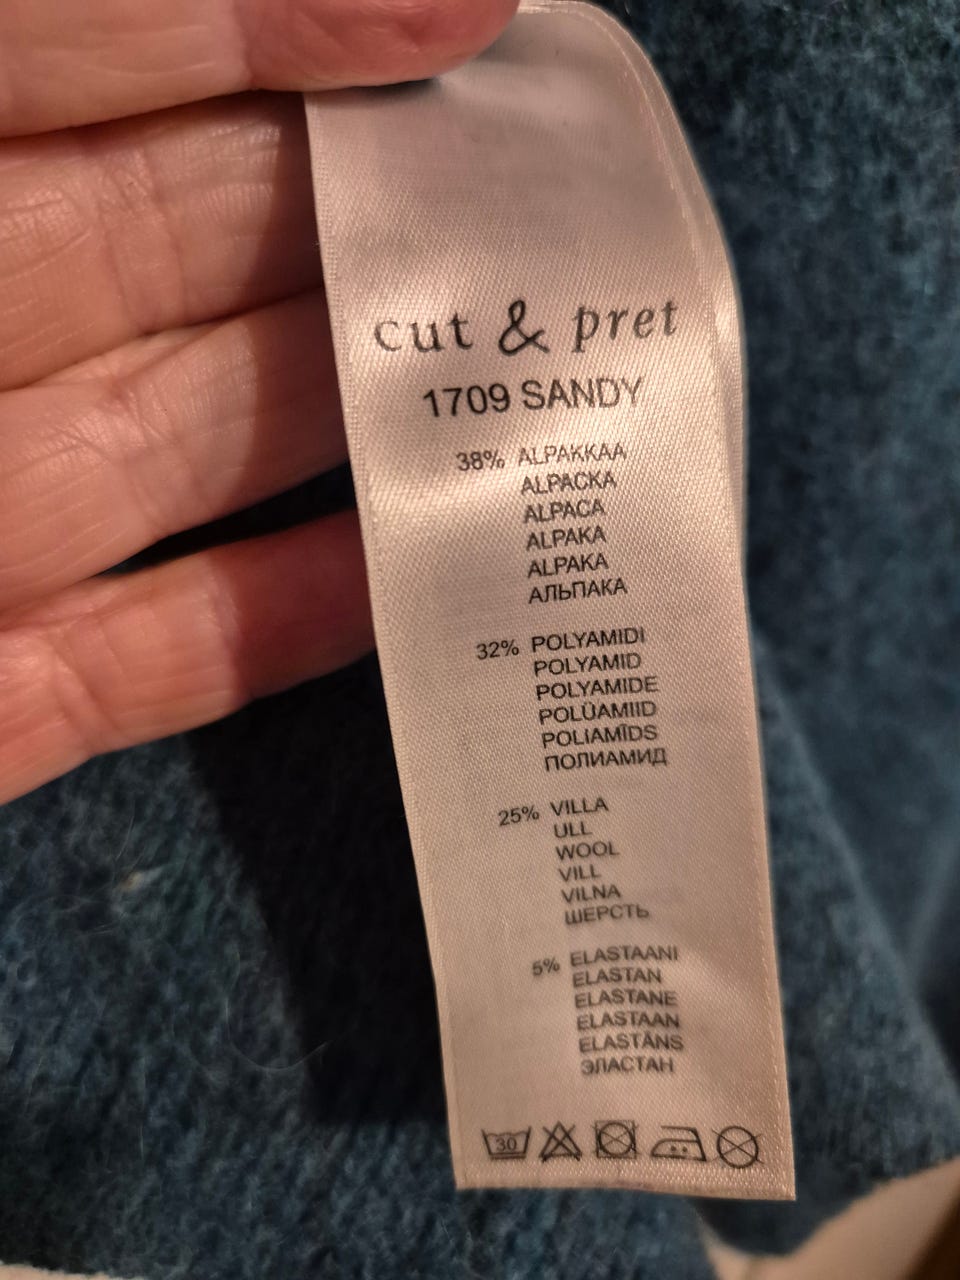 cut & pret
1709 SANDY
38% ALPAKKAA
ALPACKA
ALPACA
ALPAKA
ALPAKA
АЛЬПАКА
32% POLYAMIDI
POLYAMID
POLYAMIDE
POLÜAMIID
POLIAMĪDS
ПОЛИАМИД
25% VILLA
ULL
WOOL
VILL
VILNA
ШЕРСТЬ
5% ELASTAANI
ELASTAN
ELASTANE
ELASTAAN
ELASTĀNS
ЭЛАСТАН
30